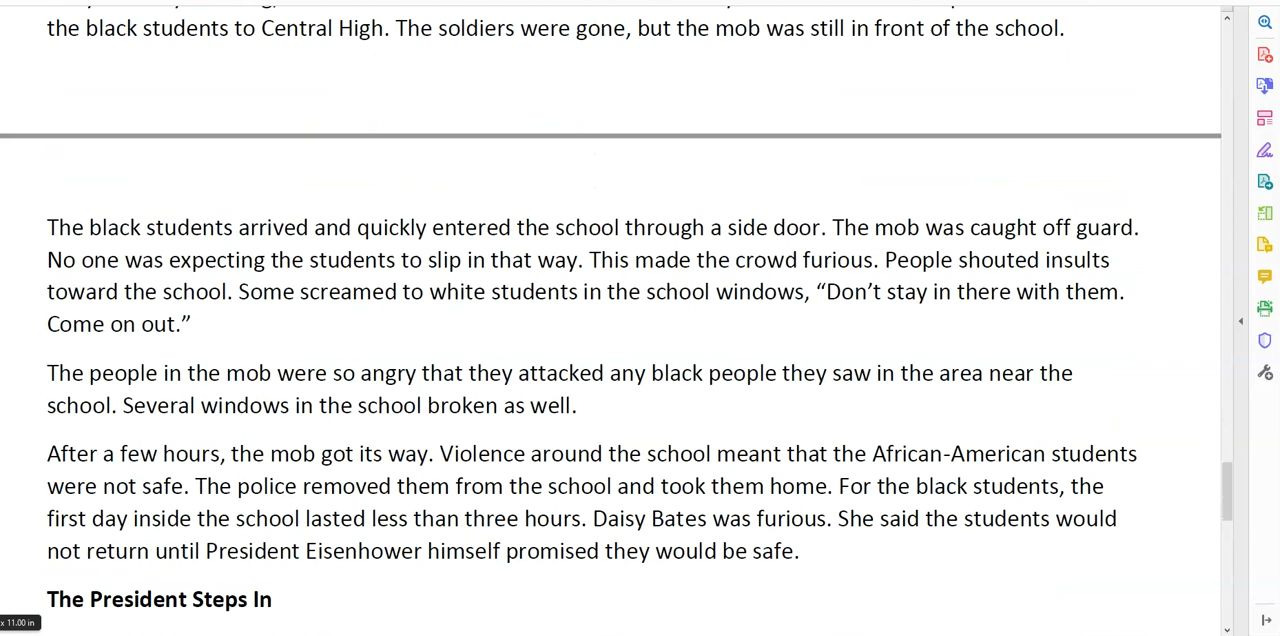 the black students to Central High. The soldiers were gone, but the mob was still in front of the school.
The black students arrived and quickly entered the school through a side door. The mob was caught off guard.
No one was expecting the students to slip in that way. This made the crowd furious. People shouted insults
toward the school. Some screamed to white students in the school windows, “Don’t stay in there with them.
Come on out.”
The people in the mob were so angry that they attacked any black people they saw in the area near the
school. Several windows in the school broken as well.
After a few hours, the mob got its way. Violence around the school meant that the African-American students
were not safe. The police removed them from the school and took them home. For the black students, the
first day inside the school lasted less than three hours. Daisy Bates was furious. She said the students would
not return until President Eisenhower himself promised they would be safe.
The President Steps In
x 11.00 in